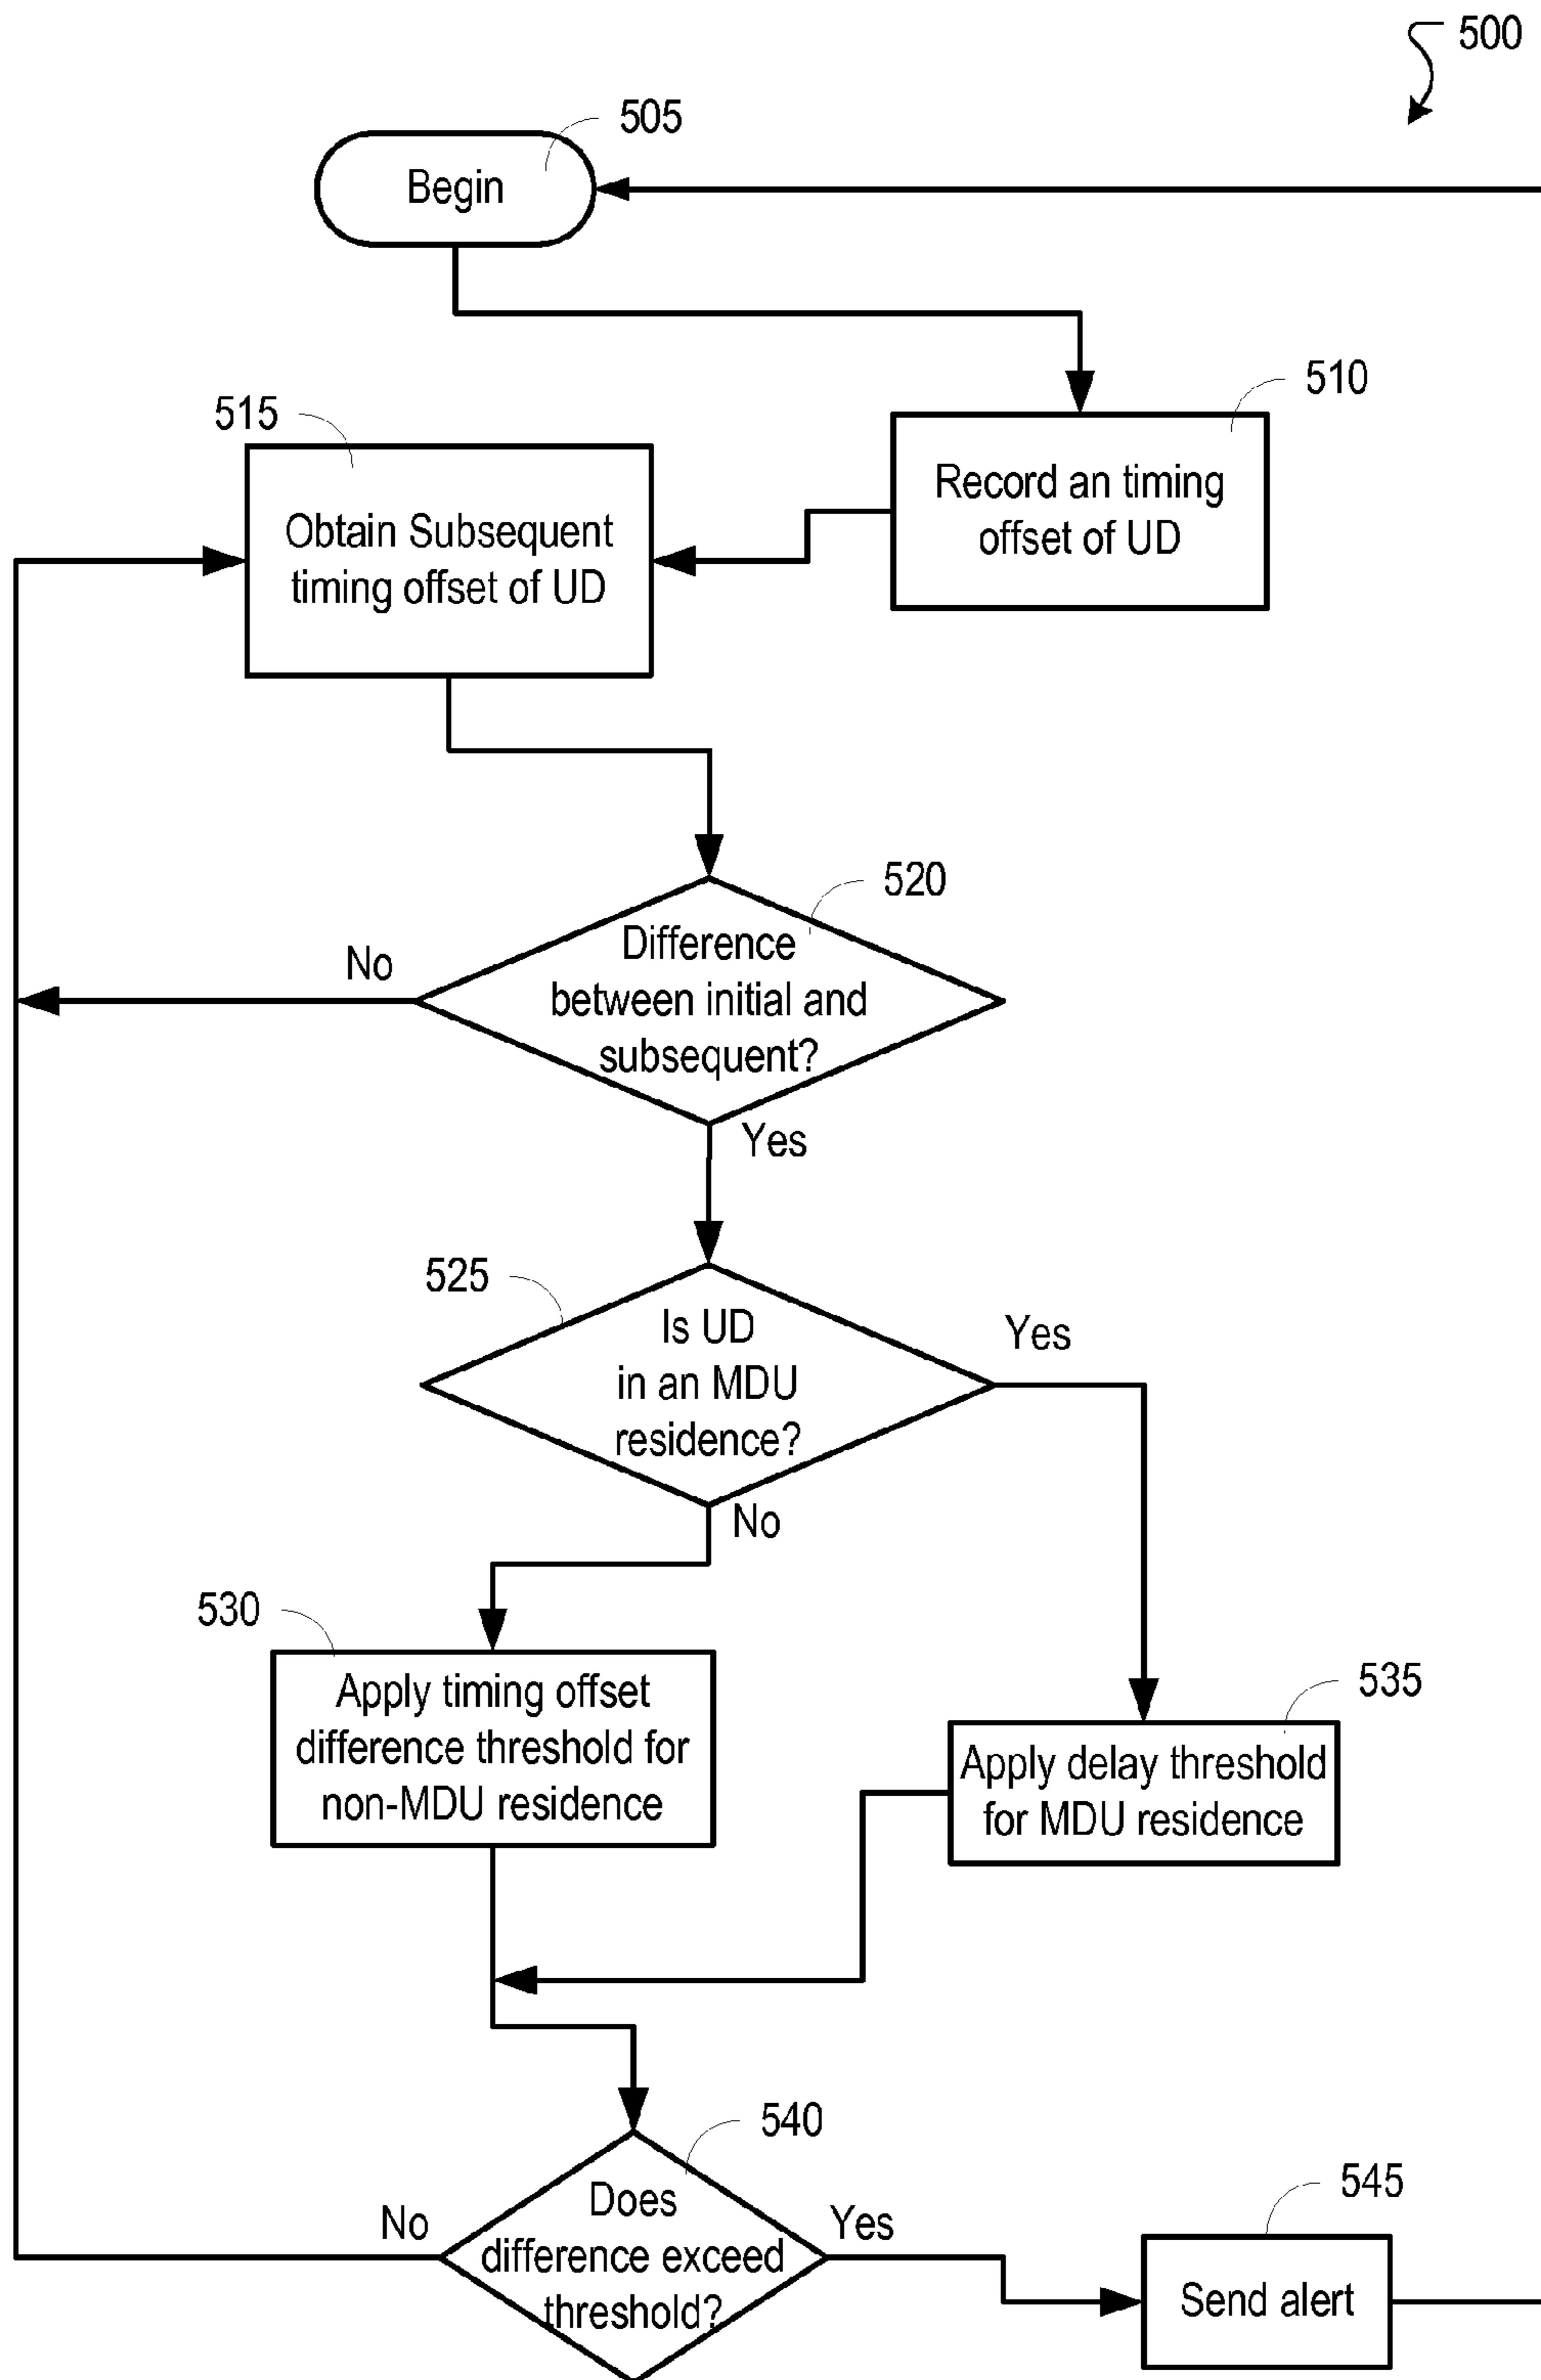 500
505
Begin
510
Record an timing
offset of UD
515
Obtain Subsequent
timing offset of UD
520
Difference
between initial and
subsequent?
No
Yes
525
Is UD
in an MDU
residence?
Yes
No
530
Apply timing offset
difference threshold for
non-MDU residence
535
Apply delay threshold
for MDU residence
540
Does
difference exceed
threshold?
No
Yes
545
Send alert